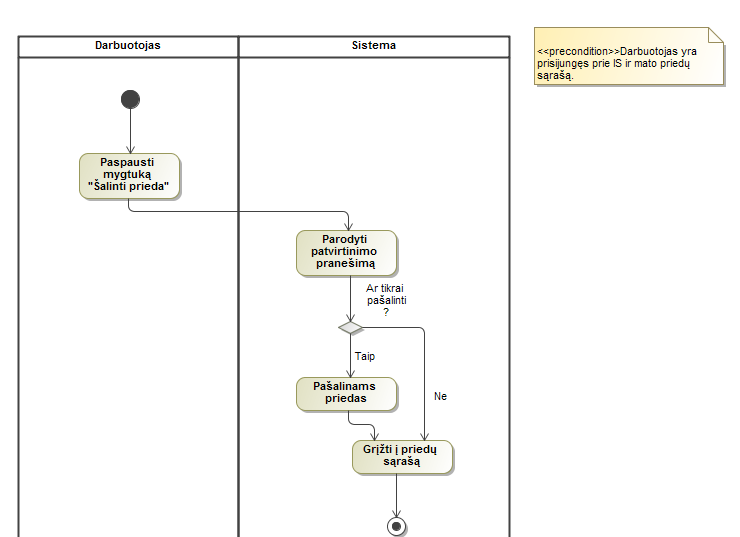 Darbuotojas
Sistema
<<precondition>>Darbuotojas yra
prisijungęs prie IS ir mato priedų
sąrašą.
Paspausti
mygtuką
"Šalinti prieda"
Parodyti
patvirtinimo
pranešimą
Ar tikrai
pašalinti
?
Taip
Pašalinams
priedas
Ne
Grįžti į priedų
sąrašą